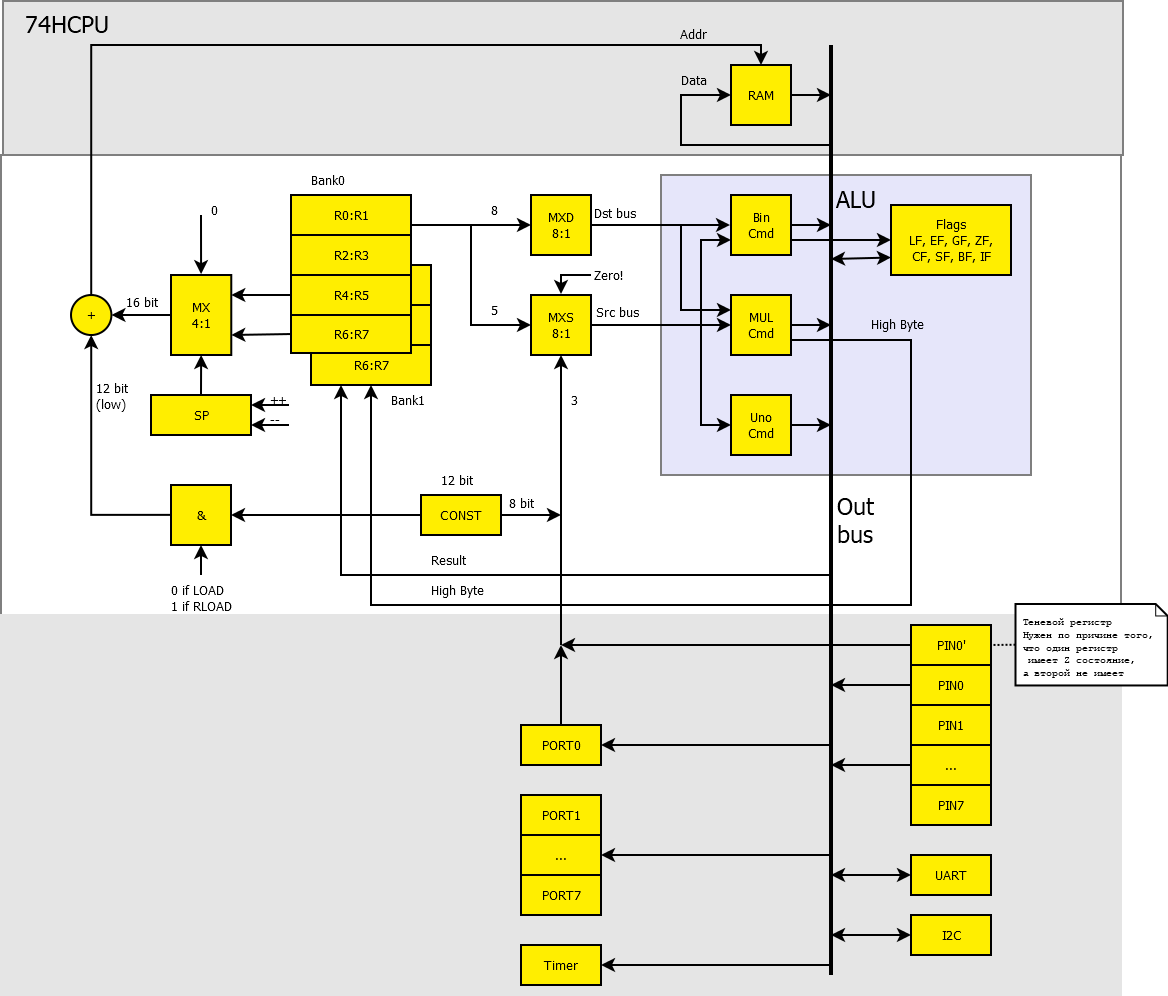 74HCPU
Addr
Data
RAM
Bank0
0
R0:R1
R2:R3
R4:R5
R6:R7
R6:R7
Bank1
8
5
MXD
8:1
Dst bus
Zero!
MXS
8:1
Src bus
ALU
Bin
Cmd
Flags
LF, EF, GF, ZF,
CF, SF, BF, IF
MUL
Cmd
High Byte
Uno
Cmd
+
16 bit
MX
4:1
12 bit
(low)
SP
++
--
3
&
12 bit
CONST
8 bit
Out
bus
0 if LOAD
1 if RLOAD
Result
High Byte
PIN0'
PIN0
PIN1
...
PIN7
Теневой регистр
Нужен по причине того,
что один регистр
имеет Z состояние,
а второй не имеет
PORT0
PORT1
...
PORT7
UART
I2C
Timer